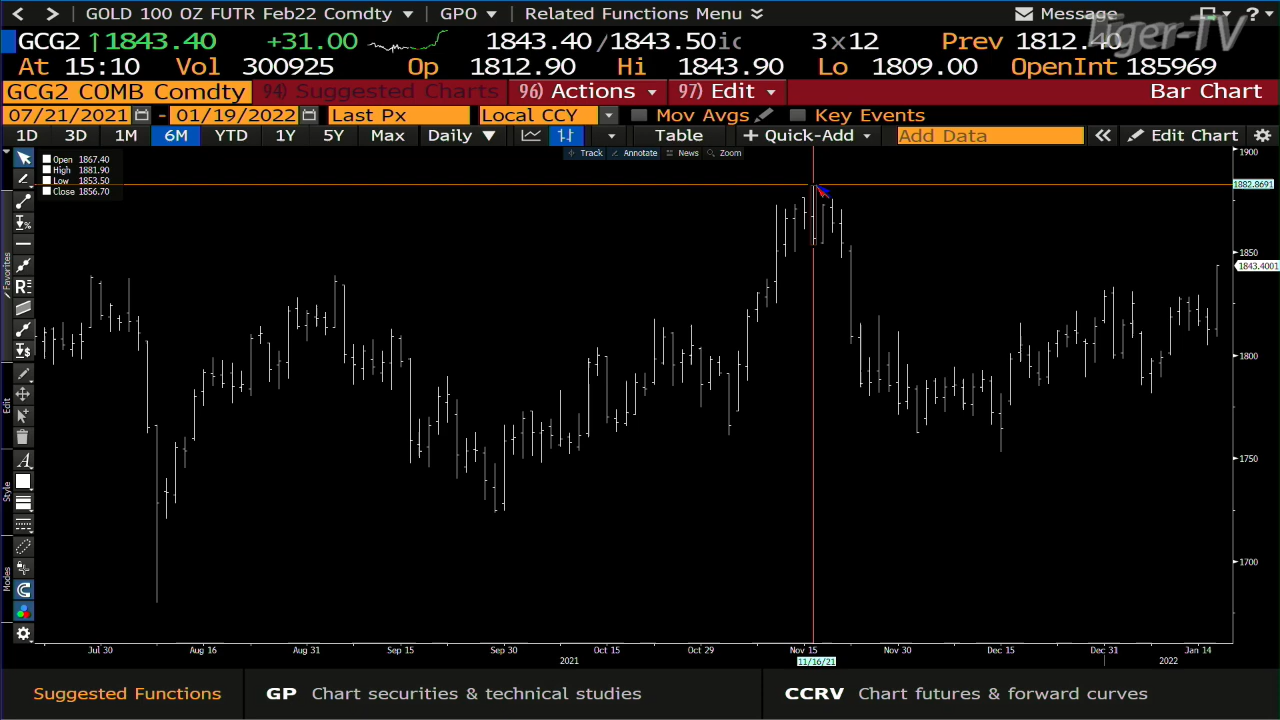 GOLD 100 OZ FUTR Feb22 Comdty GPO Related Functions Menu Message ?
Tiger-TV
GCG2 ↑1843.40 +31.00 1843.40/1843.50ic 3x12 Prev 1812.40
At 15:10 Vol 300925 Op 1812.90 Hi 1843.90 Lo 1809.00 OpenInt 185969
GCG2 COMB Comdty 94) Suggested Charts 96) Actions 97) Edit Bar Chart
07/21/2021 - 01/19/2022 Last Px Local CCY Mov Avgs Key Events
1D 3D 1M 6M YTD 1Y 5Y Max Daily ▼ Table + Quick-Add Add Data « Edit Chart
Track Annotate News Zoom
Open 1867.40
High 1881.90
Low 1853.50
Close 1856.70
1900
1882.8691
1850
1843.4001
1800
1750
1700
Favorites
Edit
Style
Modes
Jul 30 Aug 16 Aug 31 Sep 15 Sep 30 Oct 15 Oct 29 Nov 15 Nov 30 Dec 15 Dec 31 Jan 14
2021 11/16/21 2022
Suggested Functions GP Chart securities & technical studies CCRV Chart futures & forward curves